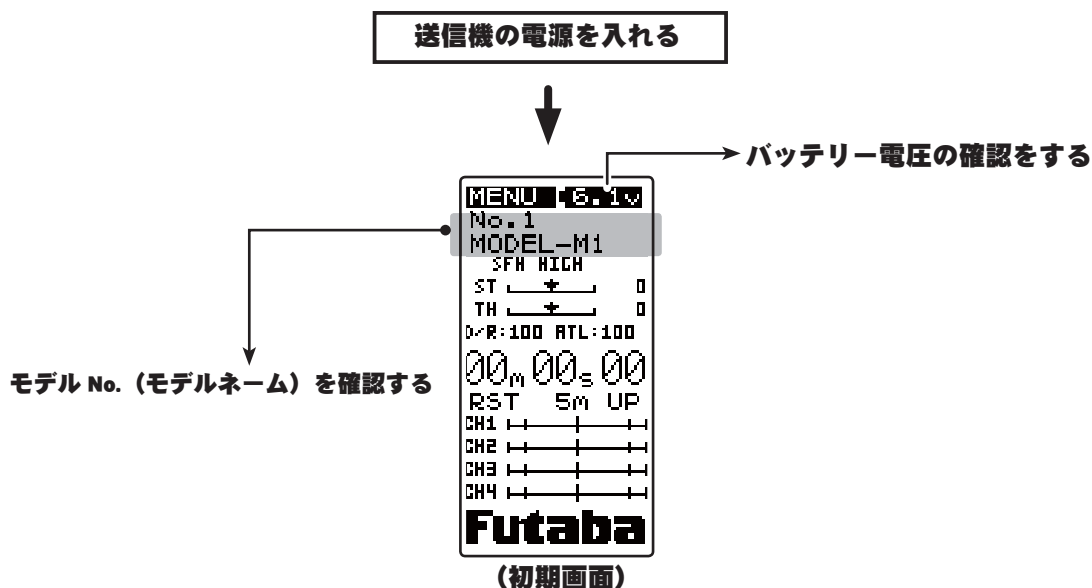 送信機の電源を入れる
バッテリー電圧の確認をする
MENU 6.1v
No.1
MODEL-M1
SFH HIGH
ST 0
TH 0
D/R:100 ATL:100
00m00s00
RST 5m UP
モデル No.（モデルネーム）を確認する
CH1
CH2
CH3
CH4
Futaba
（初期画面）